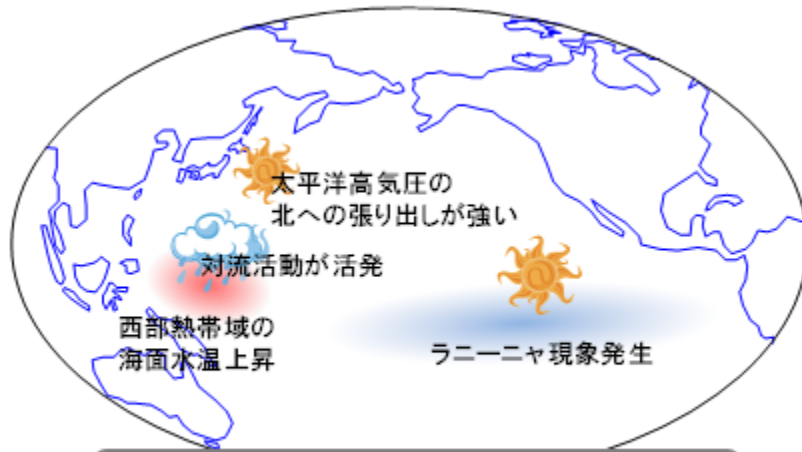 太平洋高気圧の
北への張り出しが強い
対流活動が活発
西部熱帯域の
海面水温上昇
ラニーニャ現象発生